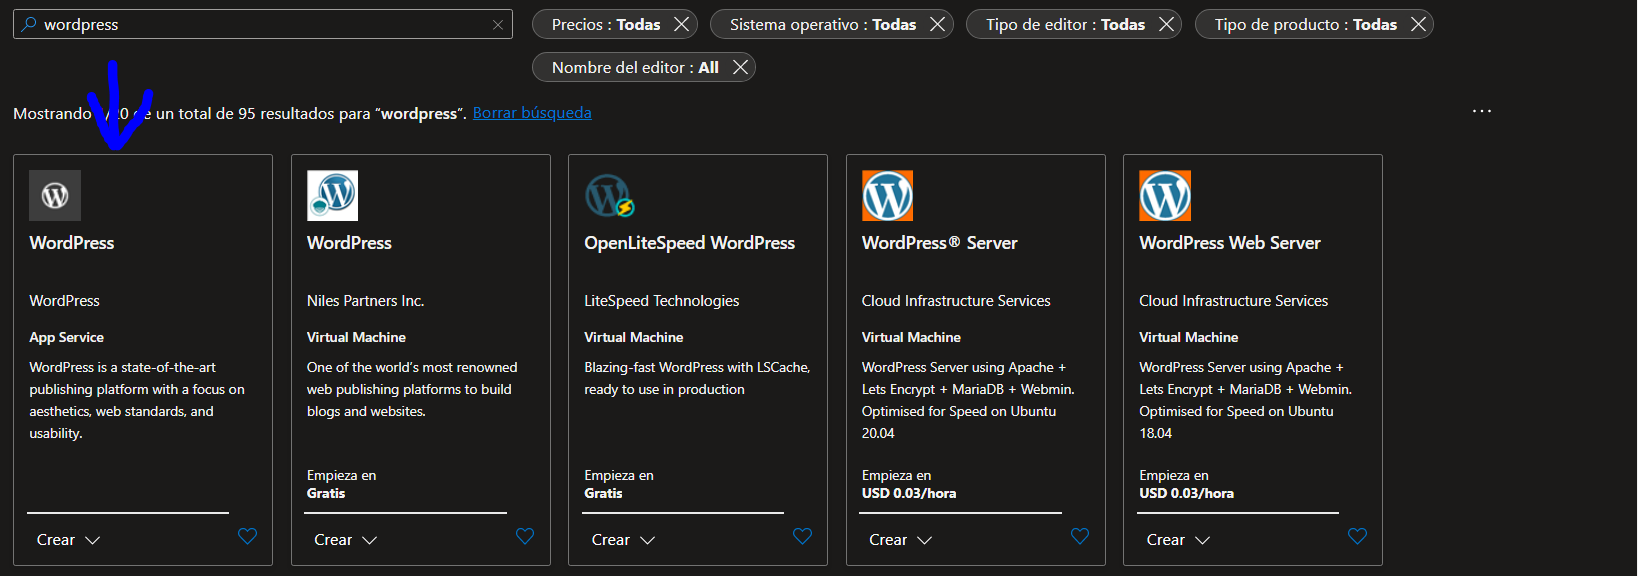 wordpress
Precios : Todas
Sistema operativo : Todas
Tipo de editor : Todas
Tipo de producto : Todas
Nombre del editor : All
Mostrando 20 de un total de 95 resultados para "wordpress". Borrar búsqueda
WordPress
WordPress
App Service
WordPress is a state-of-the-art
publishing platform with a focus on
aesthetics, web standards, and
usability.
Crear
WordPress
Niles Partners Inc.
Virtual Machine
One of the world's most renowned
web publishing platforms to build
blogs and websites.
Empieza en
Gratis
Crear
OpenLiteSpeed WordPress
LiteSpeed Technologies
Virtual Machine
Blazing-fast WordPress with LSCache,
ready to use in production
Empieza en
Gratis
Crear
WordPress® Server
Cloud Infrastructure Services
Virtual Machine
WordPress Server using Apache +
Lets Encrypt + MariaDB + Webmin.
Optimised for Speed on Ubuntu
20.04
Empieza en
USD 0.03/hora
Crear
WordPress Web Server
Cloud Infrastructure Services
Virtual Machine
WordPress Server using Apache +
Lets Encrypt + MariaDB + Webmin.
Optimised for Speed on Ubuntu
18.04
Empieza en
USD 0.03/hora
Crear